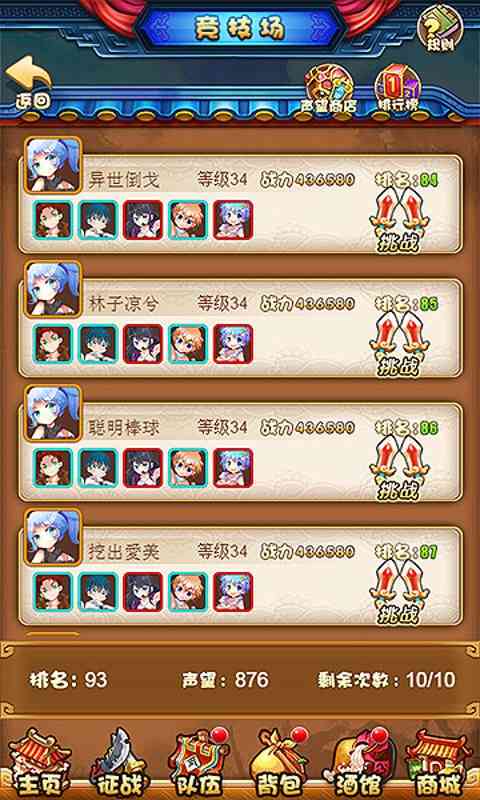 竞技场
规则
返回
声望商店
1
排行榜
异世倒戈 等级34 战力436580 排名:84
挑战
林子凉兮 等级34 战力436580 排名:85
挑战
聪明棒球 等级34 战力436580 排名:86
挑战
挖出愛美 等级34 战力436580 排名:87
挑战
排名: 93 声望: 876 剩余次数: 10/10
主页 征战 队伍 背包 酒馆 商城